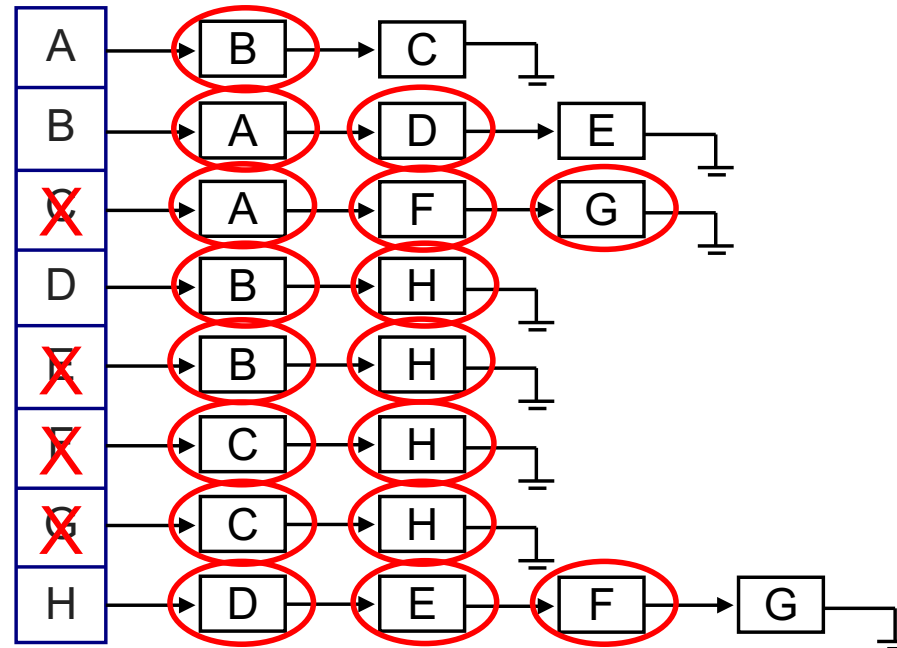 A B C
B A D E
C A F G
D B H
E B H
F C H
G C H
H D E F G